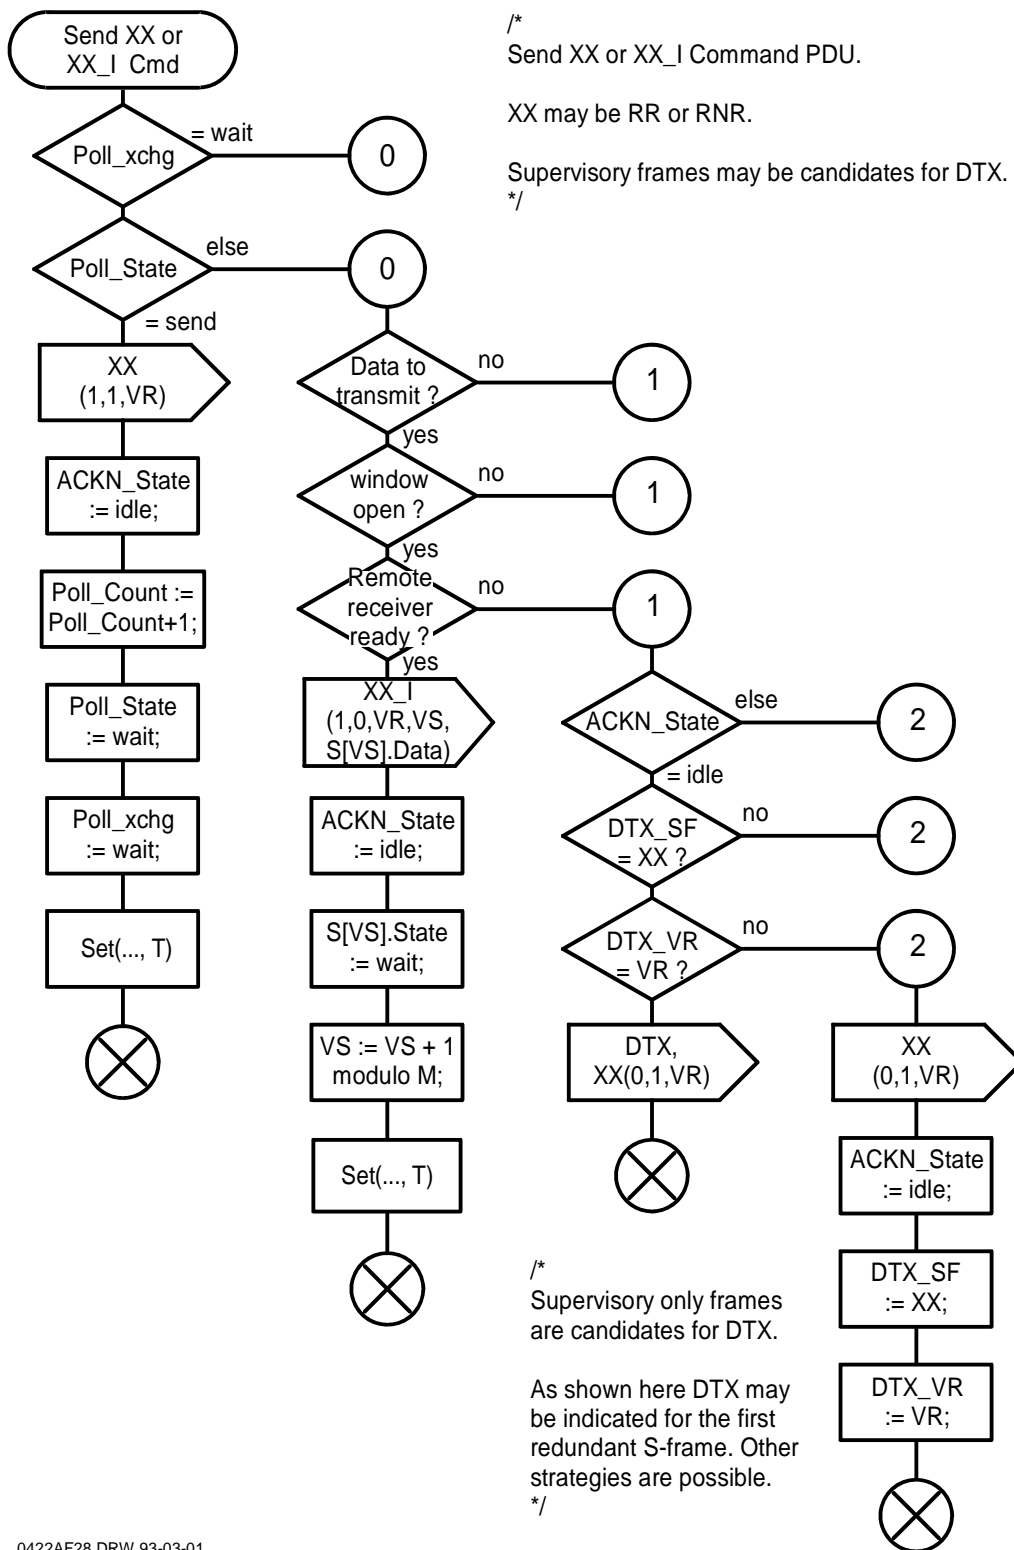 Send XX or
XX_I Cmd
/*
Send XX or XX_I Command PDU.
XX may be RR or RNR.
Supervisory frames may be candidates for DTX.
*/
Poll_xchg
= wait
0
Poll_State
else
0
= send
XX
(1,1,VR)
ACKN_State
:= idle;
Poll_Count :=
Poll_Count+1;
Poll_State
:= wait;
Poll_xchg
:= wait;
Set(..., T)
Data to
transmit ?
no
1
yes
window
open ?
no
1
yes
Remote
receiver
ready ?
no
1
yes
XX_I
(1,0,VR,VS,
S[VS].Data)
ACKN_State
:= idle;
S[VS].State
:= wait;
VS := VS + 1
modulo M;
Set(..., T)
ACKN_State
else
2
= idle
DTX_SF
= XX ?
no
2
DTX_VR
= VR ?
no
2
DTX,
XX(0,1,VR)
XX
(0,1,VR)
ACKN_State
:= idle;
DTX_SF
:= XX;
DTX_VR
:= VR;
/*
Supervisory only frames
are candidates for DTX.
As shown here DTX may
be indicated for the first
redundant S-frame. Other
strategies are possible.
*/
0422AF28.DRW 93-03-01